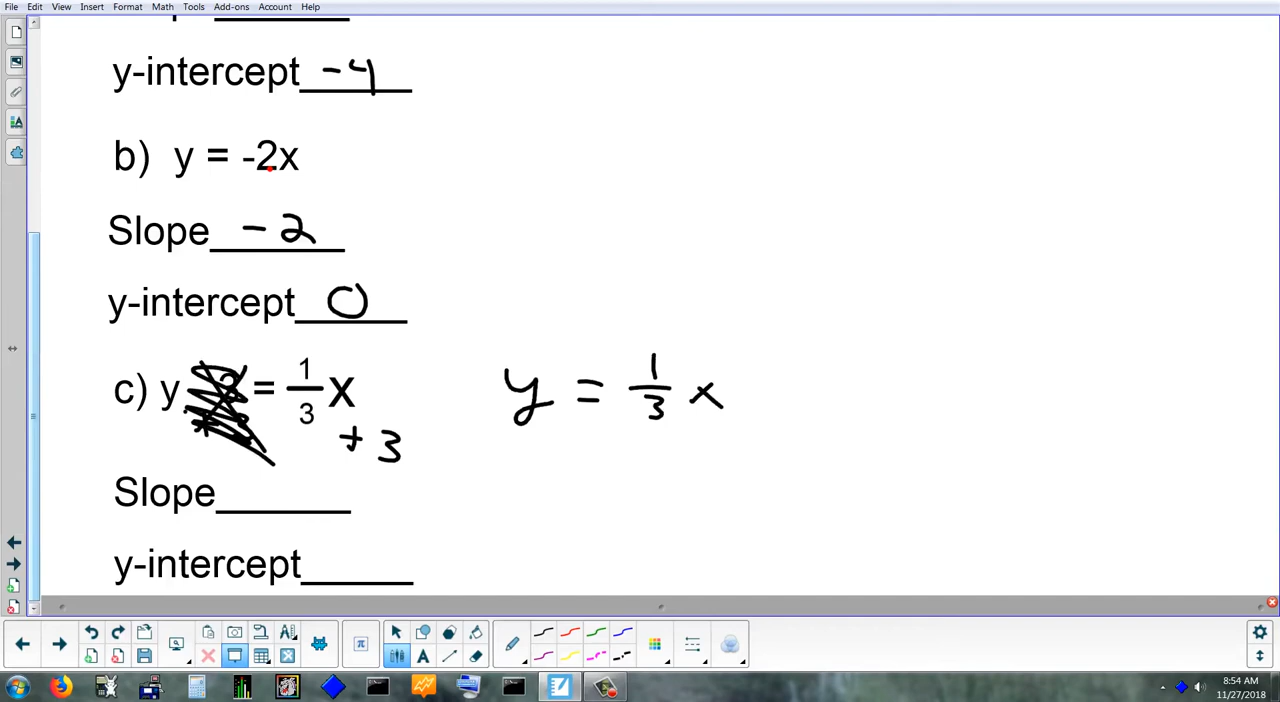 File Edit View Insert Format Math Tools Add-ons Account Help
y-intercept -4
b) y = -2x
Slope -2
y-intercept 0
c) y = 1/3 x y = 1/3 x
+ 3
Slope
y-intercept
8:54 AM
11/27/2018